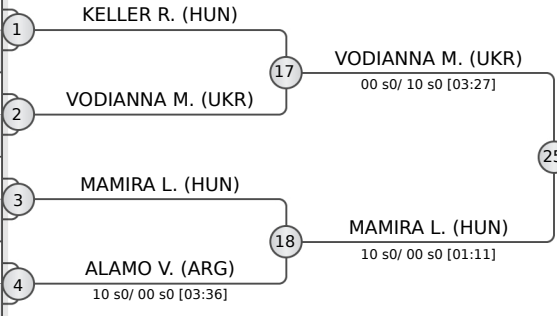 KELLER R. (HUN)
1
17
VODIANNA M. (UKR)
00 s0/ 10 s0 [03:27]
VODIANNA M. (UKR)
2
25
MAMIRA L. (HUN)
3
18
MAMIRA L. (HUN)
10 s0/ 00 s0 [01:11]
ALAMO V. (ARG)
4
10 s0/ 00 s0 [03:36]